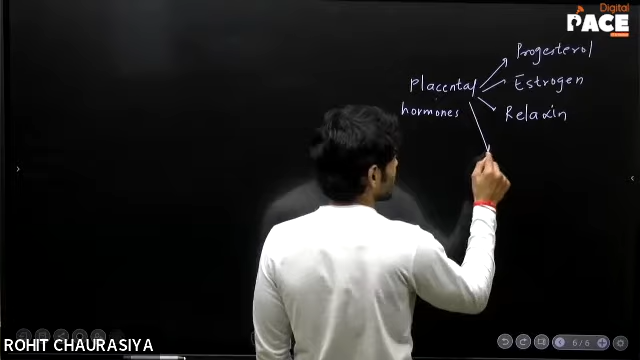 Digital
PACE
Progesterol
Placental
Estrogen
hormones
Relaxin
6/6
ROHIT CHAURASIYA